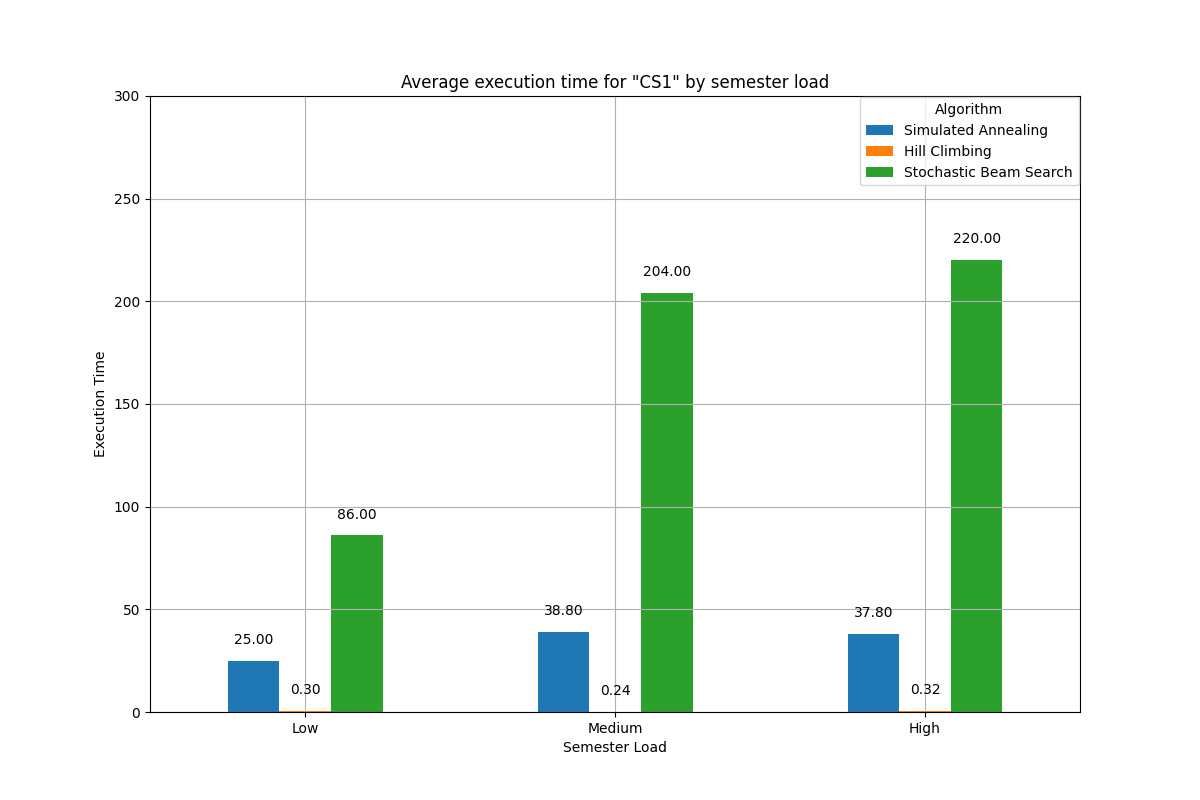 Average execution time for "CS1" by semester load
Algorithm
Simulated Annealing
Hill Climbing
Stochastic Beam Search
Execution Time
300
250
200
150
100
50
0
25.00
0.30
86.00
38.80
0.24
204.00
37.80
0.32
220.00
Low
Medium
High
Semester Load